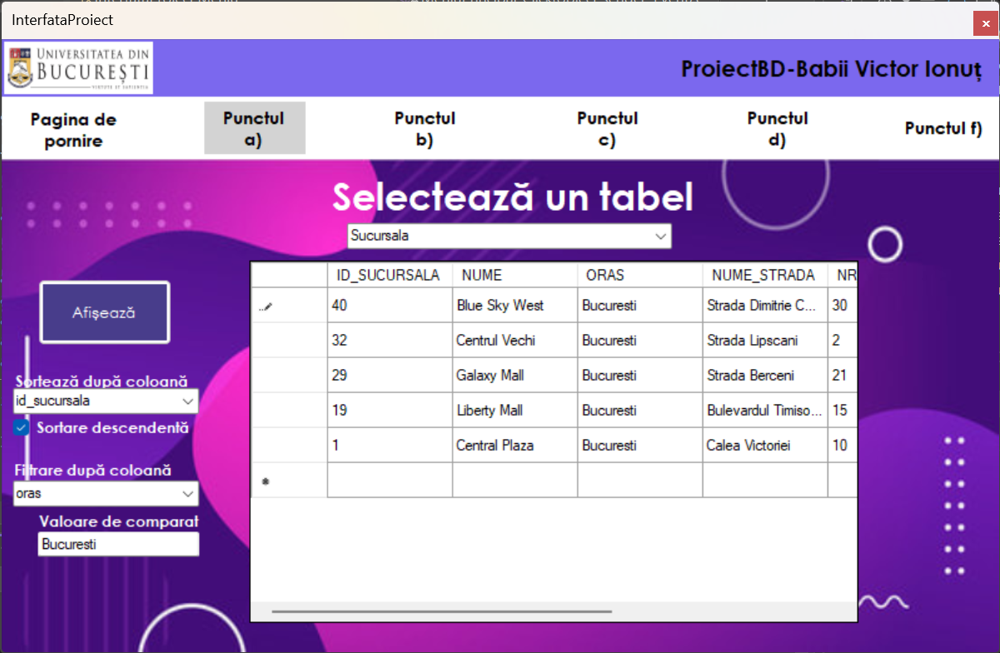 InterfataProiect
UNIVERSITATEA DIN
BUCUREȘTI
VIRTUTE ET SAPIENTIA
ProiectBD-Babii Victor Ionuț
Pagina de
pornire
Punctul
a)
Punctul
b)
Punctul
c)
Punctul
d)
Punctul f)
Selectează un tabel
Sucursala
Afișează
Sortează după coloană
id_sucursala
Sortare descendentă
Filtrare după coloană
oras
Valoare de comparat
Bucuresti
ID_SUCURSALA NUME ORAS NUME_STRADA NR
40 Blue Sky West Bucuresti Strada Dimitrie C... 30
32 Centrul Vechi Bucuresti Strada Lipscani 2
29 Galaxy Mall Bucuresti Strada Berceni 21
19 Liberty Mall Bucuresti Bulevardul Timiso... 15
1 Central Plaza Bucuresti Calea Victoriei 10